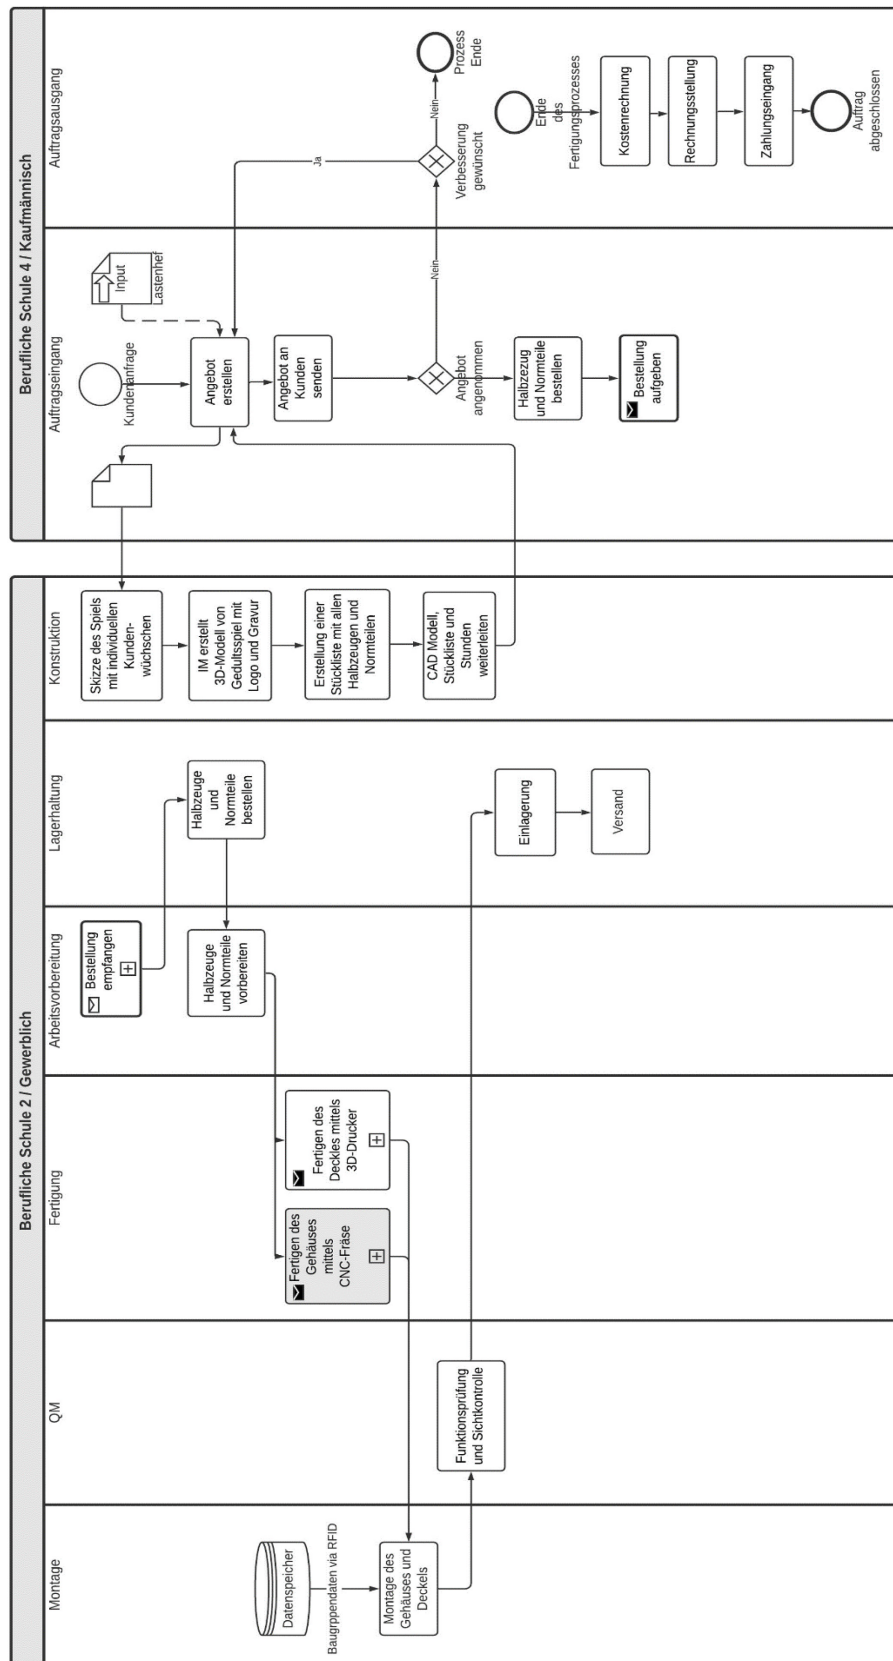 Berufliche Schule 4 / Kaufmännisch
Auftragsausgang
Prozess
Ende
Nein
Ja
Verbesserung
gewünscht
Ende
des
Fertigungsprozesses
Kostenrechnung
Rechnungsstellung
Zahlungseingang
Auftrag
abgeschlossen
Auftragseingang
Input
Lastenhef
Kundenanfrage
Angebot
erstellen
Angebot an
Kunden
senden
Nein
Angebot
angenommen
Halbzezug
und Normteile
bestellen
Bestellung
aufgeben
Berufliche Schule 2 / Gewerblich
Konstruktion
Skizze des Spiels
mit individuellen
Kunden-
wüchschen
IM erstellt
3D-Modell von
Gedultsspiel mit
Logo und Gravur
Erstellung einer
Stückliste mit allen
Halbzeugen und
Normteilen
CAD Modell,
Stückliste und
Stunden
weiterleiten
Lagerhaltung
Halbzeuge
und
Normteile
bestellen
Einlagerung
Versand
Arbeitsvorbereitung
Bestellung
empfangen
Halbzeuge
und Normteile
vorbereiten
Fertigung
Fertigen des
Deckles mittels
3D-Drucker
Fertigen des
Gehäuses
mittels
CNC-Fräse
QM
Funktionsprüfung
und Sichtkontrolle
Montage
Datenspeicher
Baugrppendaten via RFID
Montage des
Gehäuses und
Deckels